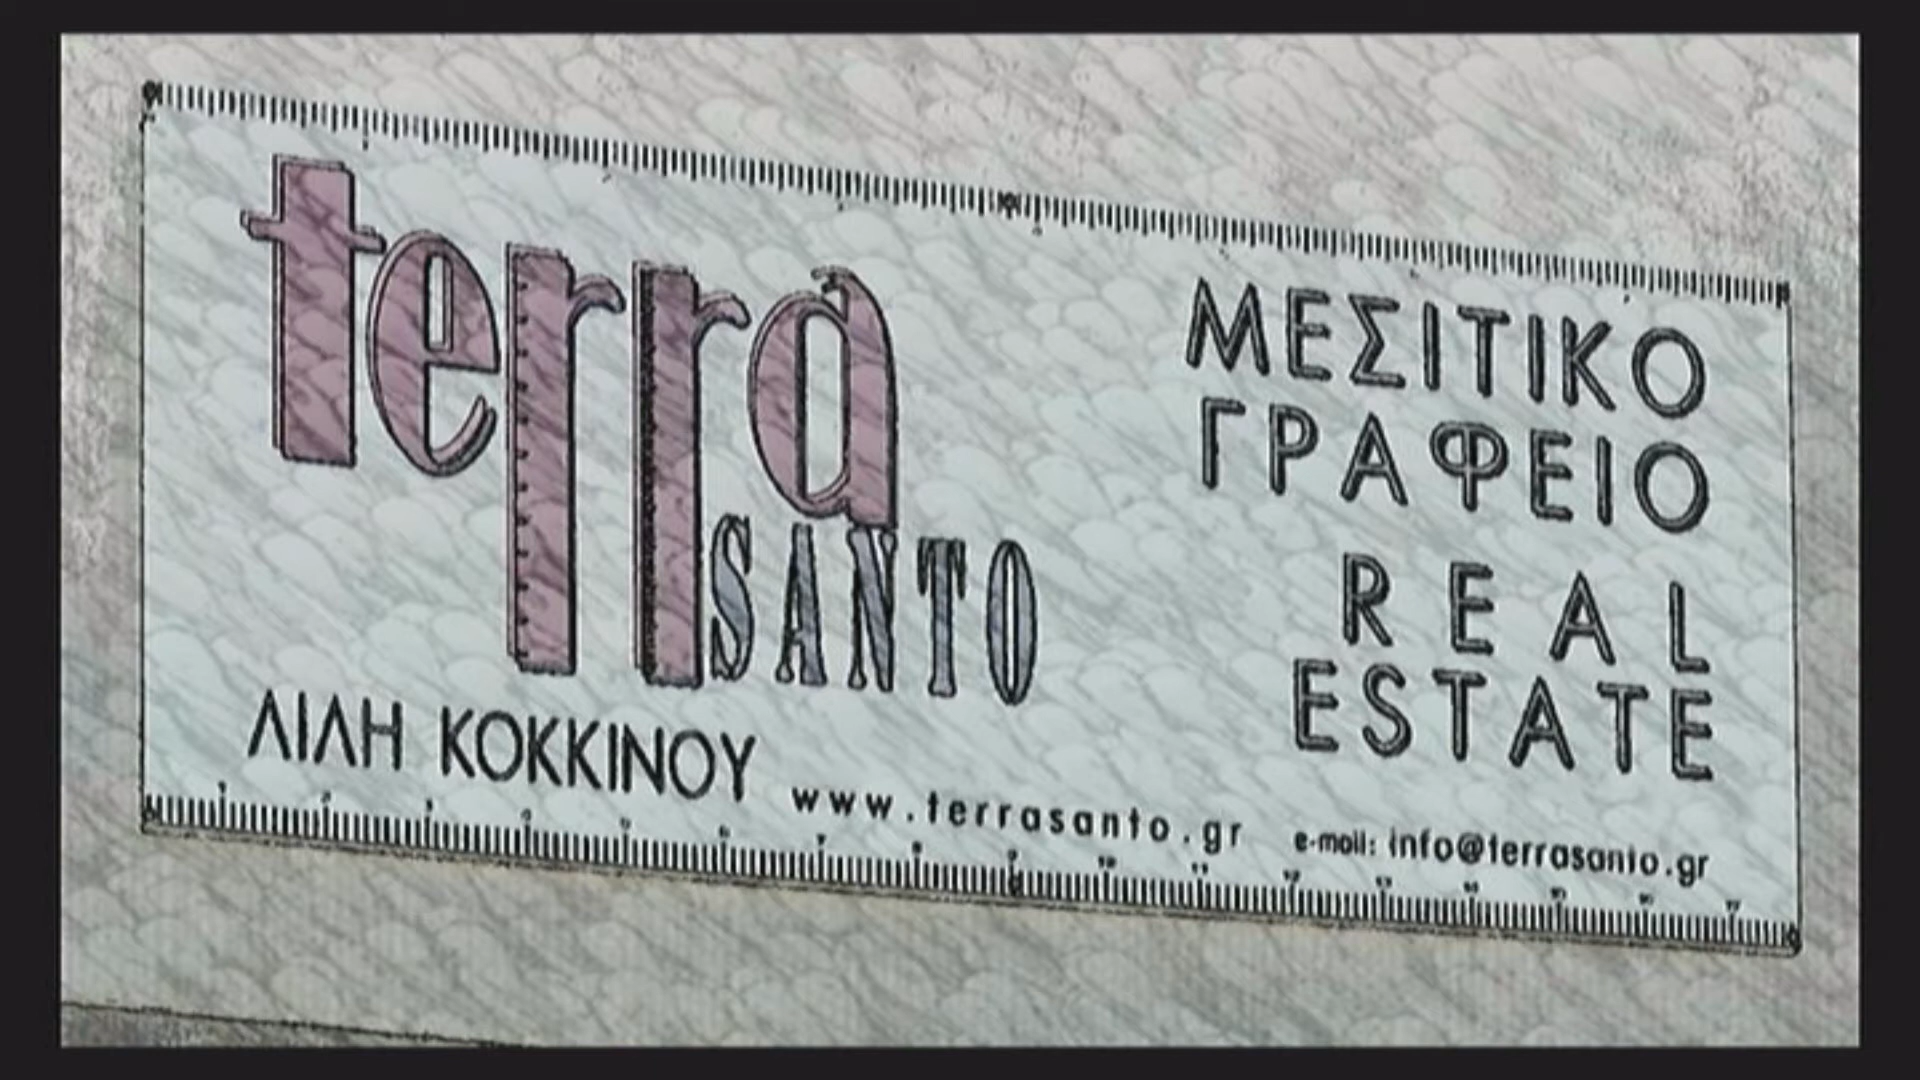 terra
SANTO
ΛΙΛΗ ΚΟΚΚΙΝΟΥ
ΜΕΣΙΤΙΚΟ
ΓΡΑΦΕΙΟ
REAL
ESTATE
www.terrasanto.gr
e-mail: info@terrasanto.gr